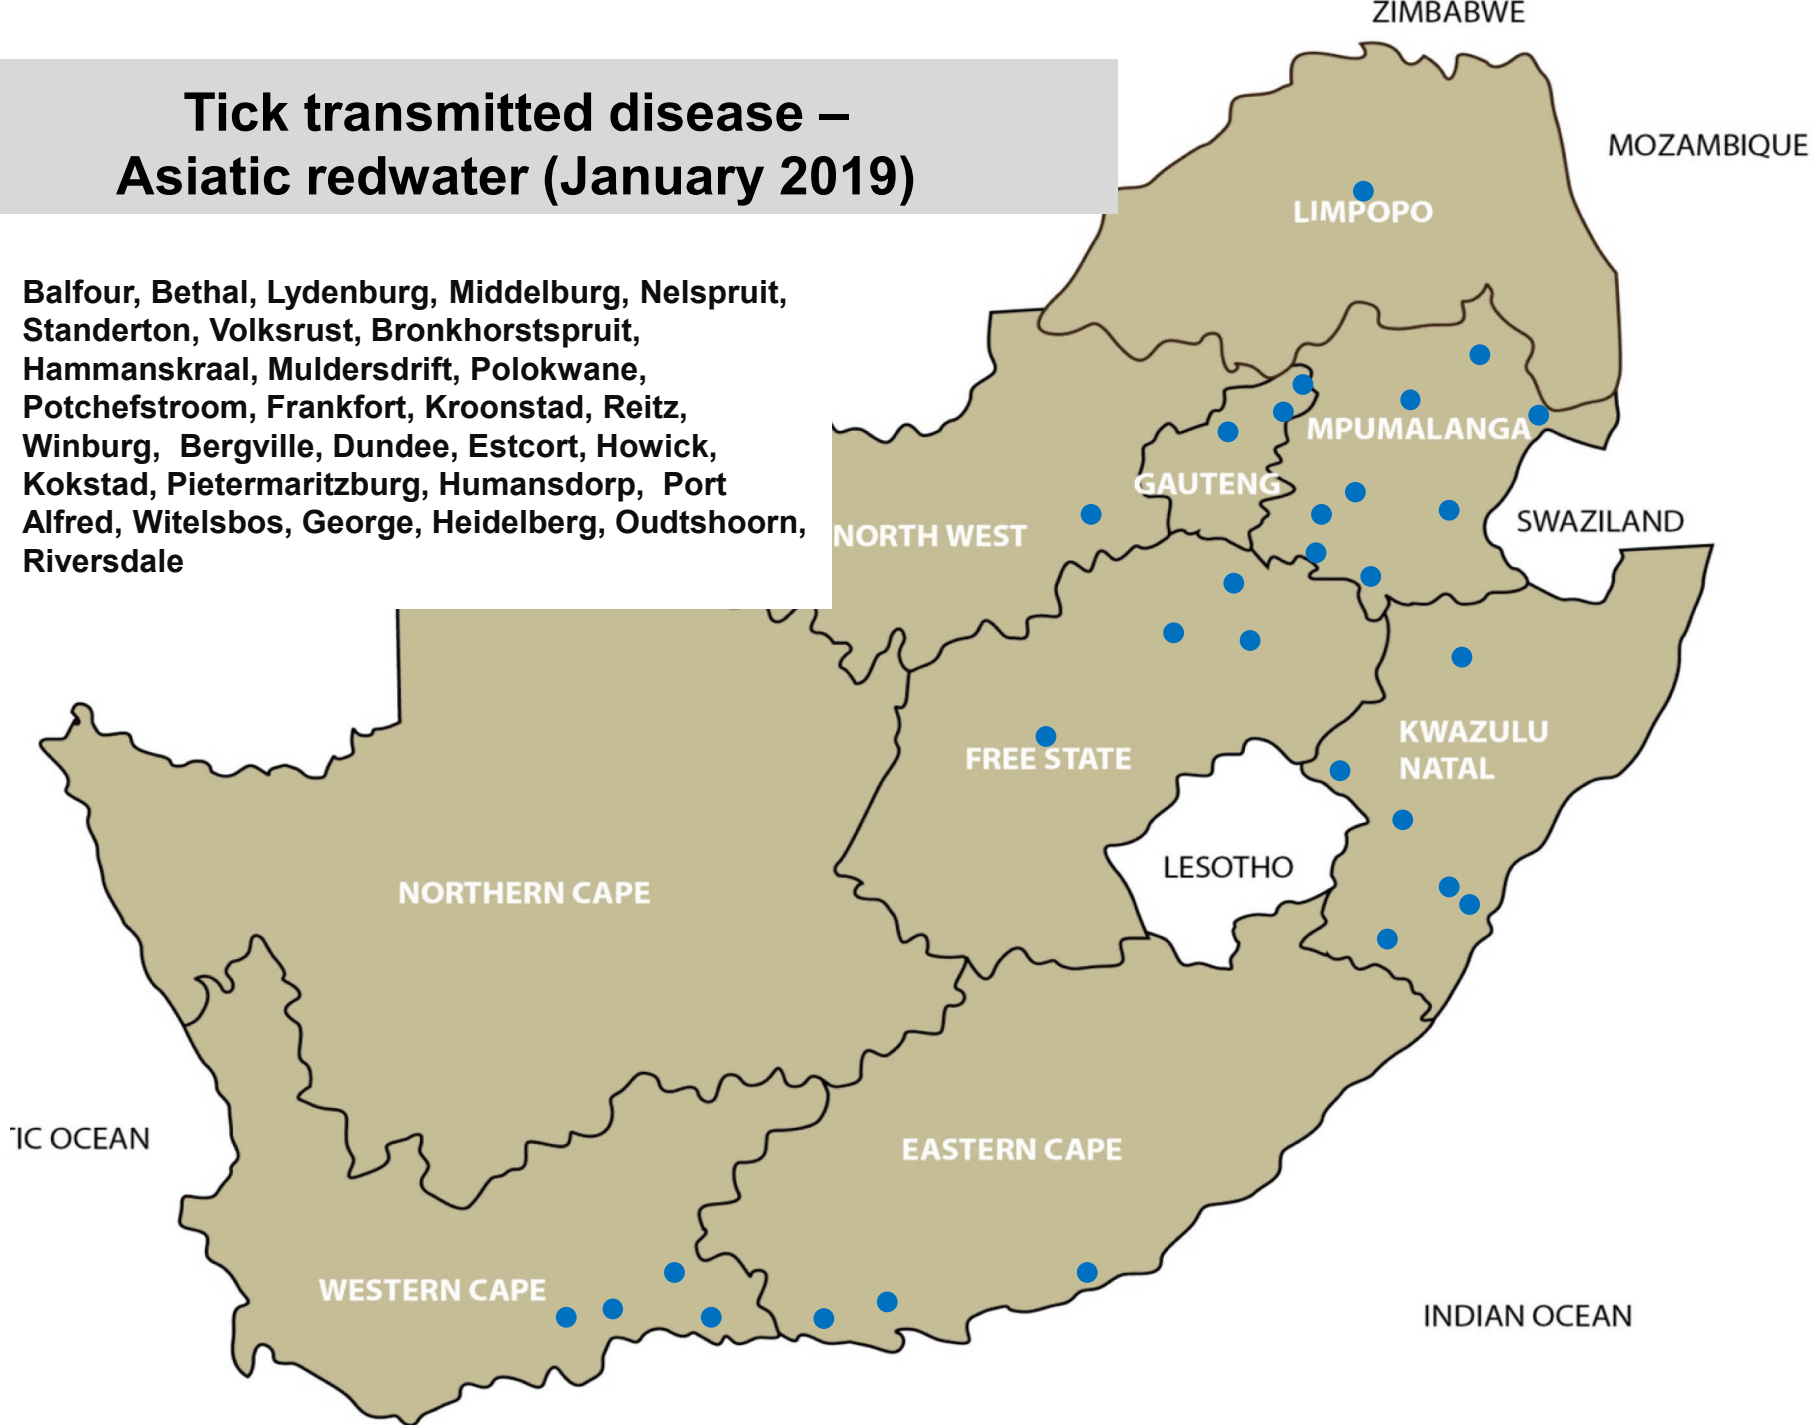 ZIMBABWE
Tick transmitted disease –
Asiatic redwater (January 2019)
MOZAMBIQUE
LIMPOPO
Balfour, Bethal, Lydenburg, Middelburg, Nelspruit,
Standerton, Volksrust, Bronkhorstspruit,
Hammanskraal, Muldersdrift, Polokwane,
Potchefstroom, Frankfort, Kroonstad, Reitz,
Winburg, Bergville, Dundee, Estcort, Howick,
Kokstad, Pietermaritzburg, Humansdorp, Port
Alfred, Witelsbos, George, Heidelberg, Oudtshoorn,
Riversdale
MPUMALANGA
GAUTENG
SWAZILAND
NORTH WEST
KWAZULU
NATAL
FREE STATE
LESOTHO
NORTHERN CAPE
TIC OCEAN
EASTERN CAPE
WESTERN CAPE
INDIAN OCEAN